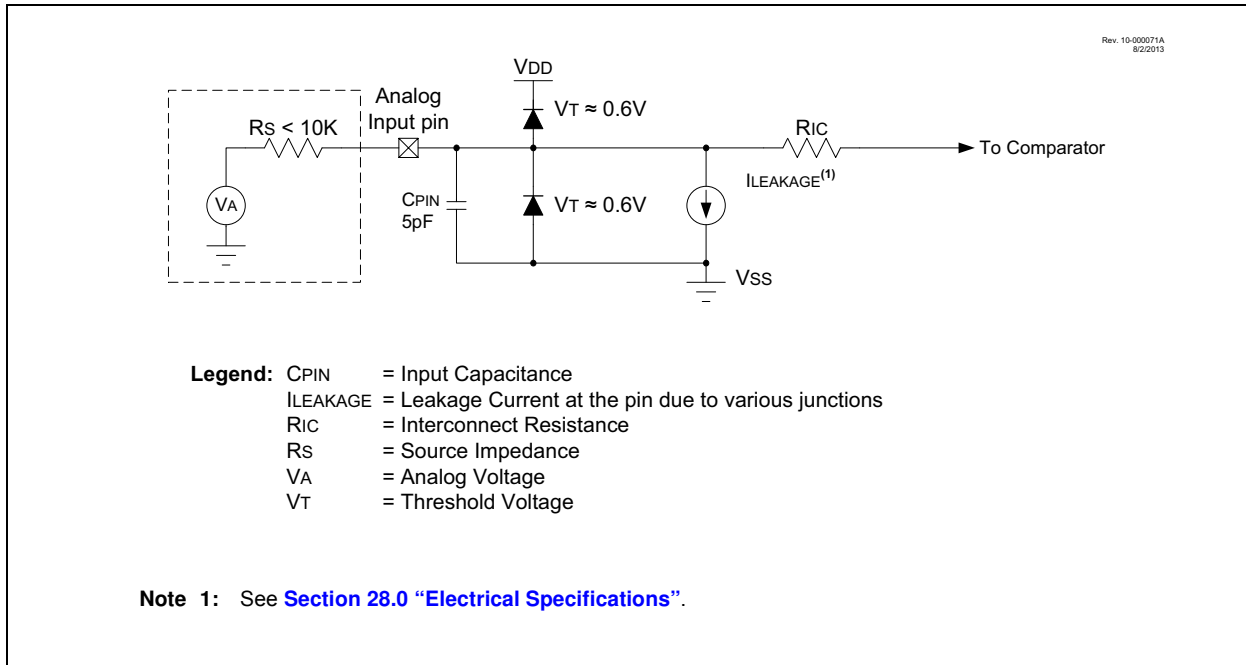 Rev. 10-000071A
8/2/2013
VDD
Analog
Input pin
VT ≈ 0.6V
RS < 10K
RIC
To Comparator
ILEAKAGE(1)
VA
CPIN
5pF
VT ≈ 0.6V
VSS
Legend: CPIN = Input Capacitance
ILEAKAGE = Leakage Current at the pin due to various junctions
RIC = Interconnect Resistance
RS = Source Impedance
VA = Analog Voltage
VT = Threshold Voltage
Note 1: See Section 28.0 “Electrical Specifications”.